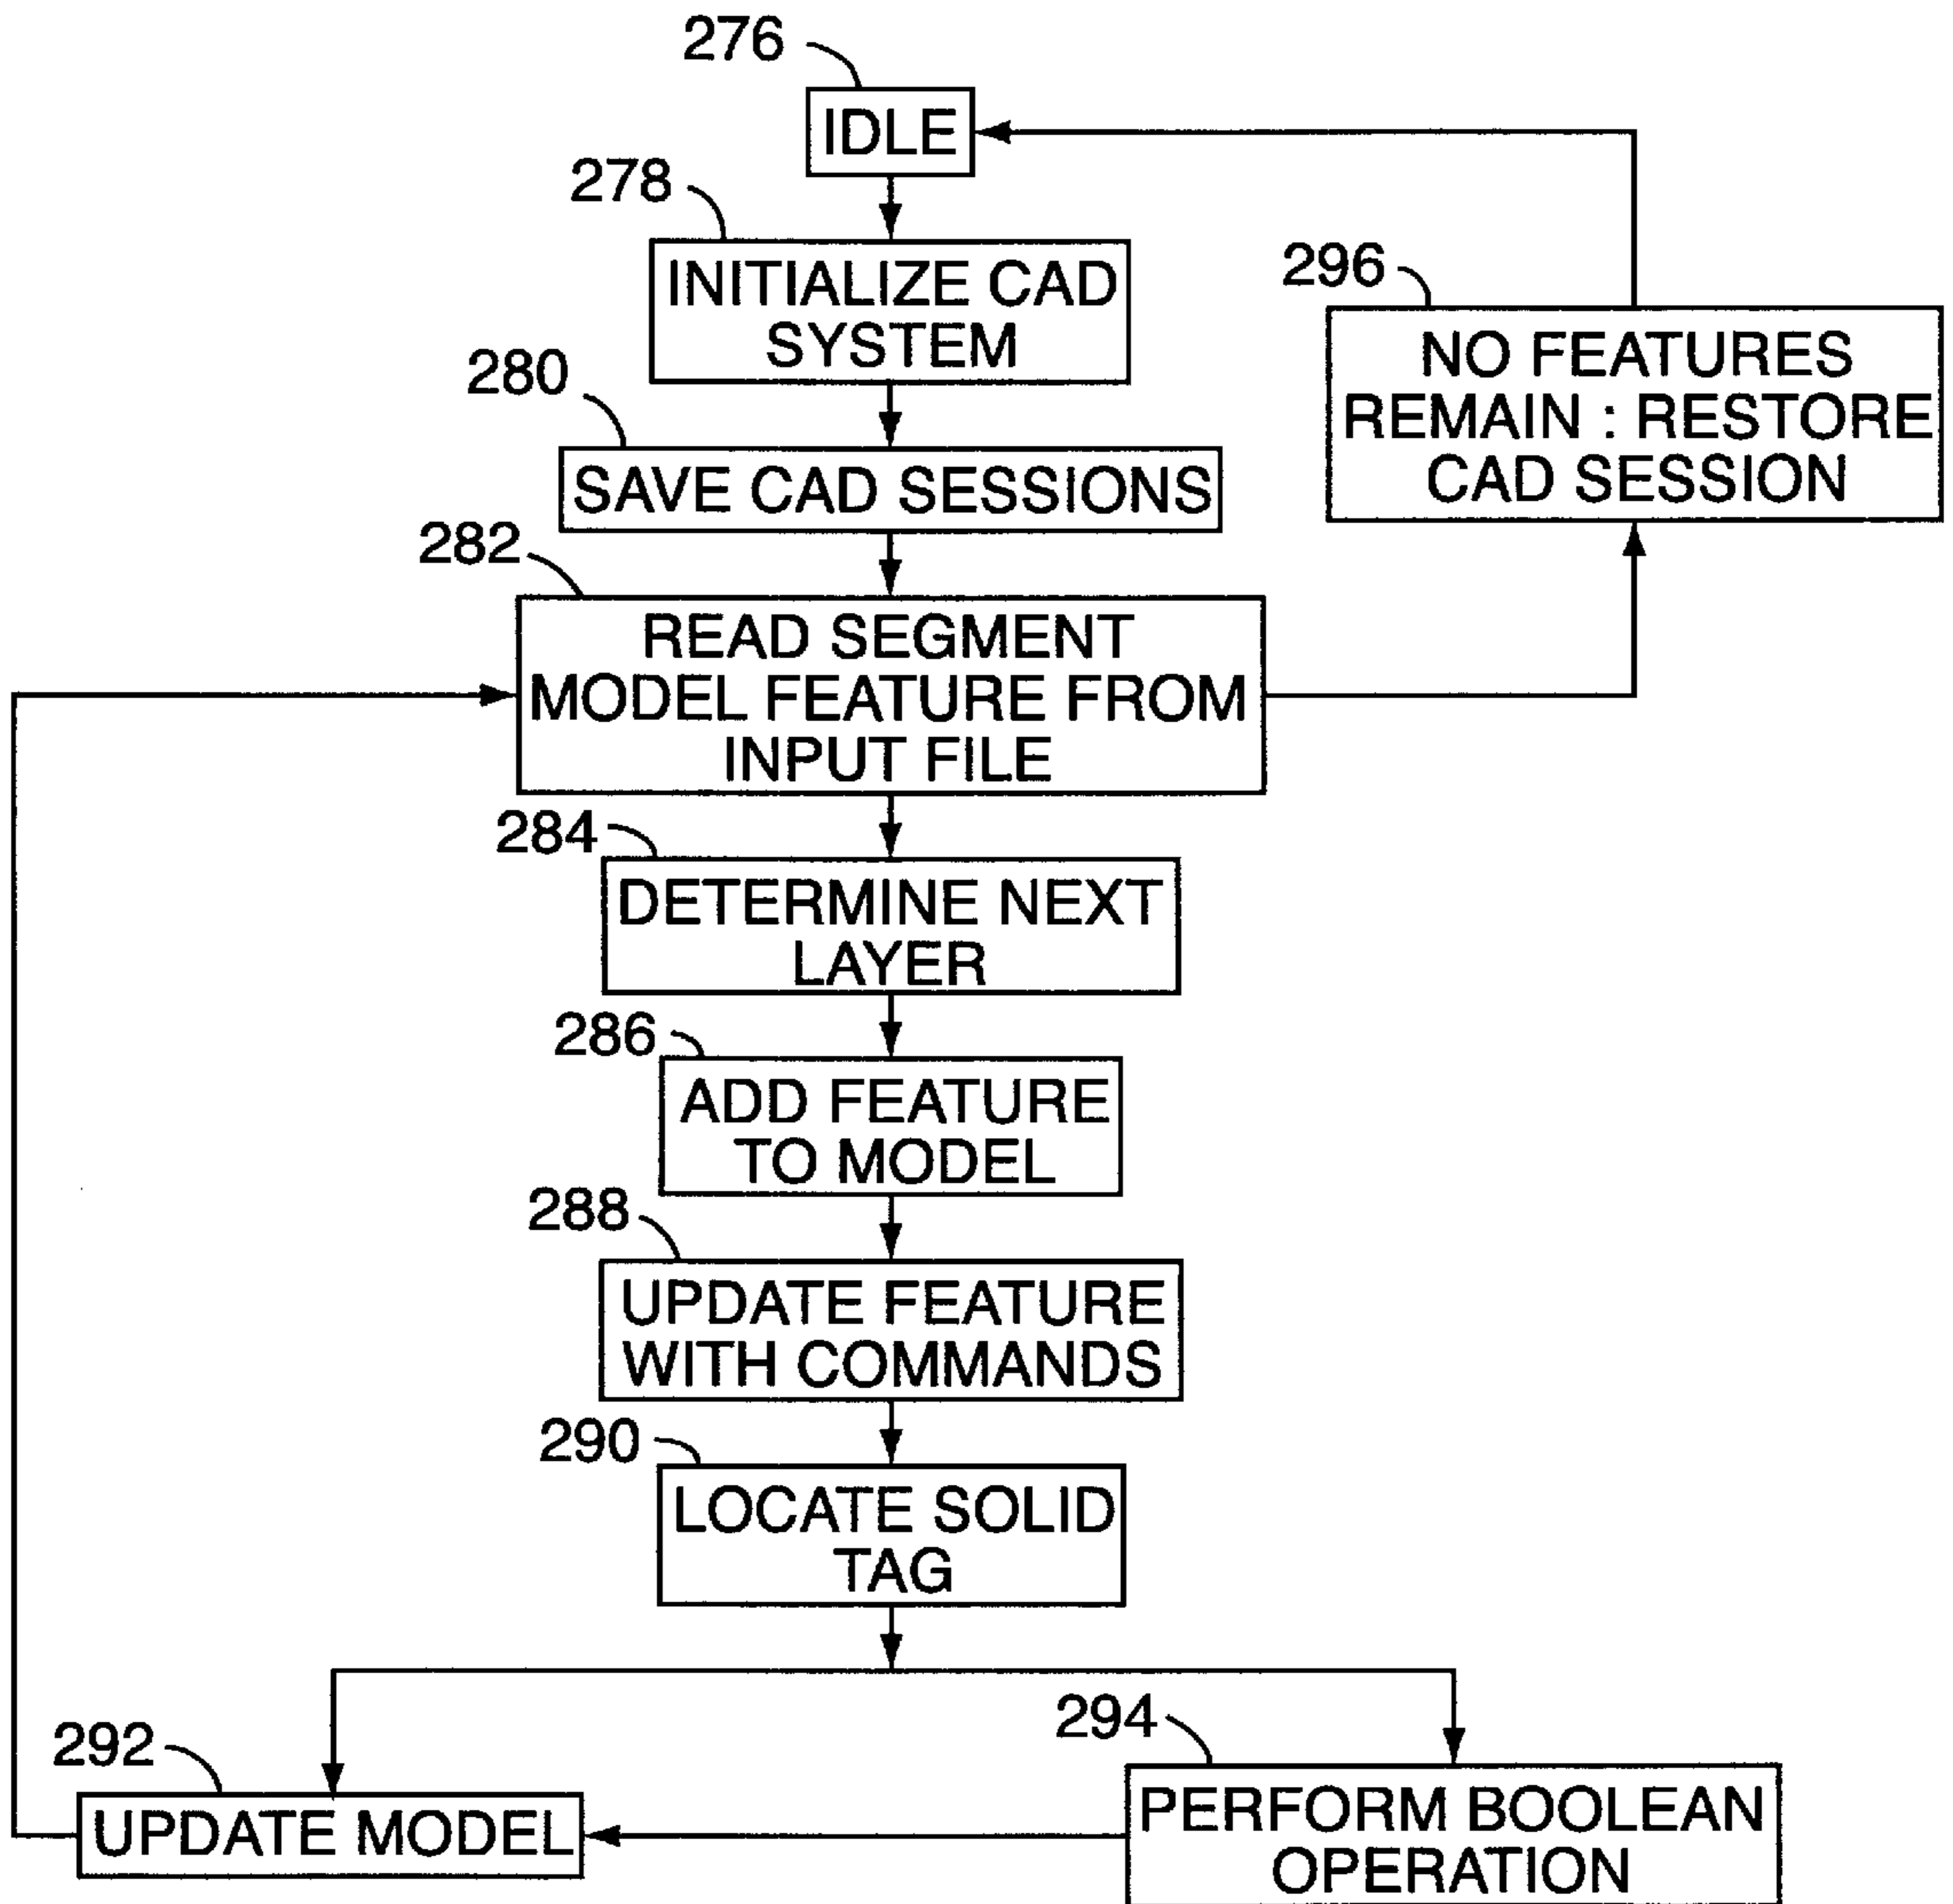 276
IDLE
278
INITIALIZE CAD
SYSTEM
296
NO FEATURES
REMAIN : RESTORE
CAD SESSION
280
SAVE CAD SESSIONS
282
READ SEGMENT
MODEL FEATURE FROM
INPUT FILE
284
DETERMINE NEXT
LAYER
286
ADD FEATURE
TO MODEL
288
UPDATE FEATURE
WITH COMMANDS
290
LOCATE SOLID
TAG
292
UPDATE MODEL
294
PERFORM BOOLEAN
OPERATION